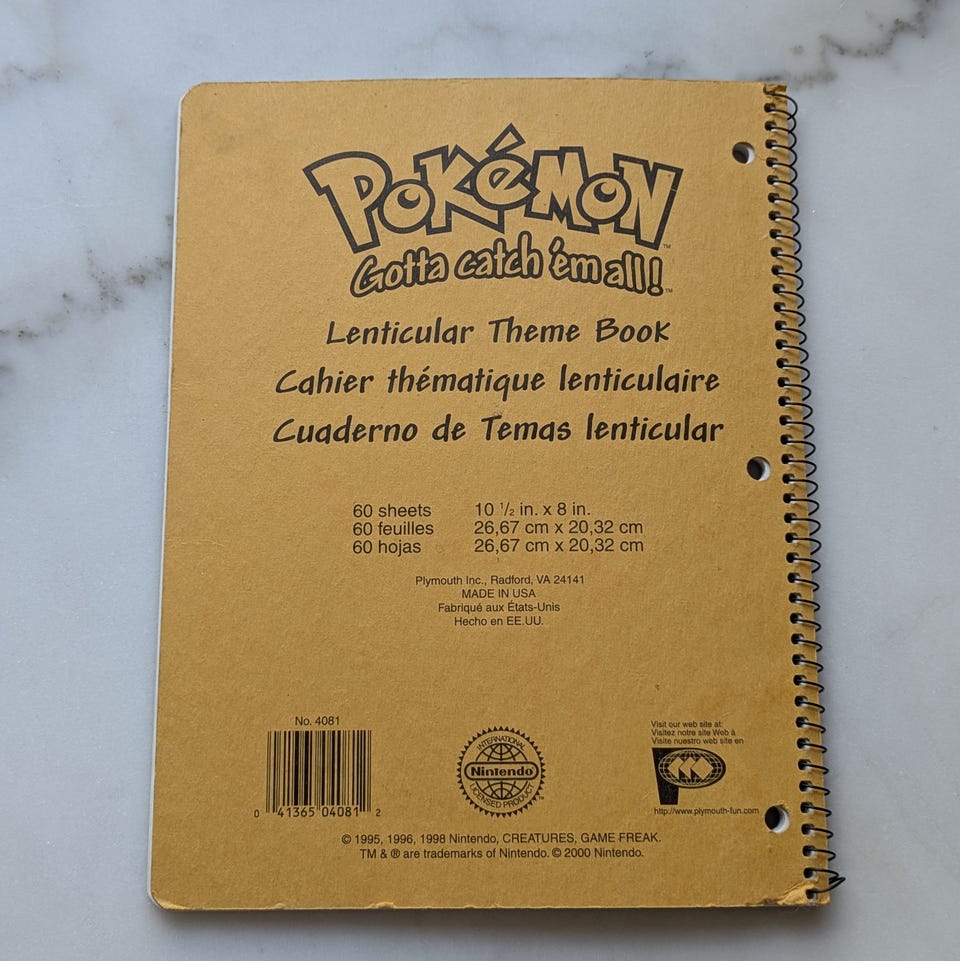 POKéMON™
Gotta catch 'em all!™
Lenticular Theme Book
Cahier thématique lenticulaire
Cuaderno de Temas lenticular
60 sheets 10 1/2 in. x 8 in.
60 feuilles 26,67 cm x 20,32 cm
60 hojas 26,67 cm x 20,32 cm
Plymouth Inc., Radford, VA 24141
MADE IN USA
Fabriqué aux États-Unis
Hecho en EE.UU.
No. 4081
0 41365 04081 2
INTERNATIONAL
Nintendo
LICENSED PRODUCT
Visit our web site at:
Visitez notre site Web à
Visite nuestro web site en
http://www.plymouth-fun.com
© 1995, 1996, 1998 Nintendo, CREATURES, GAME FREAK.
TM & ® are trademarks of Nintendo. © 2000 Nintendo.